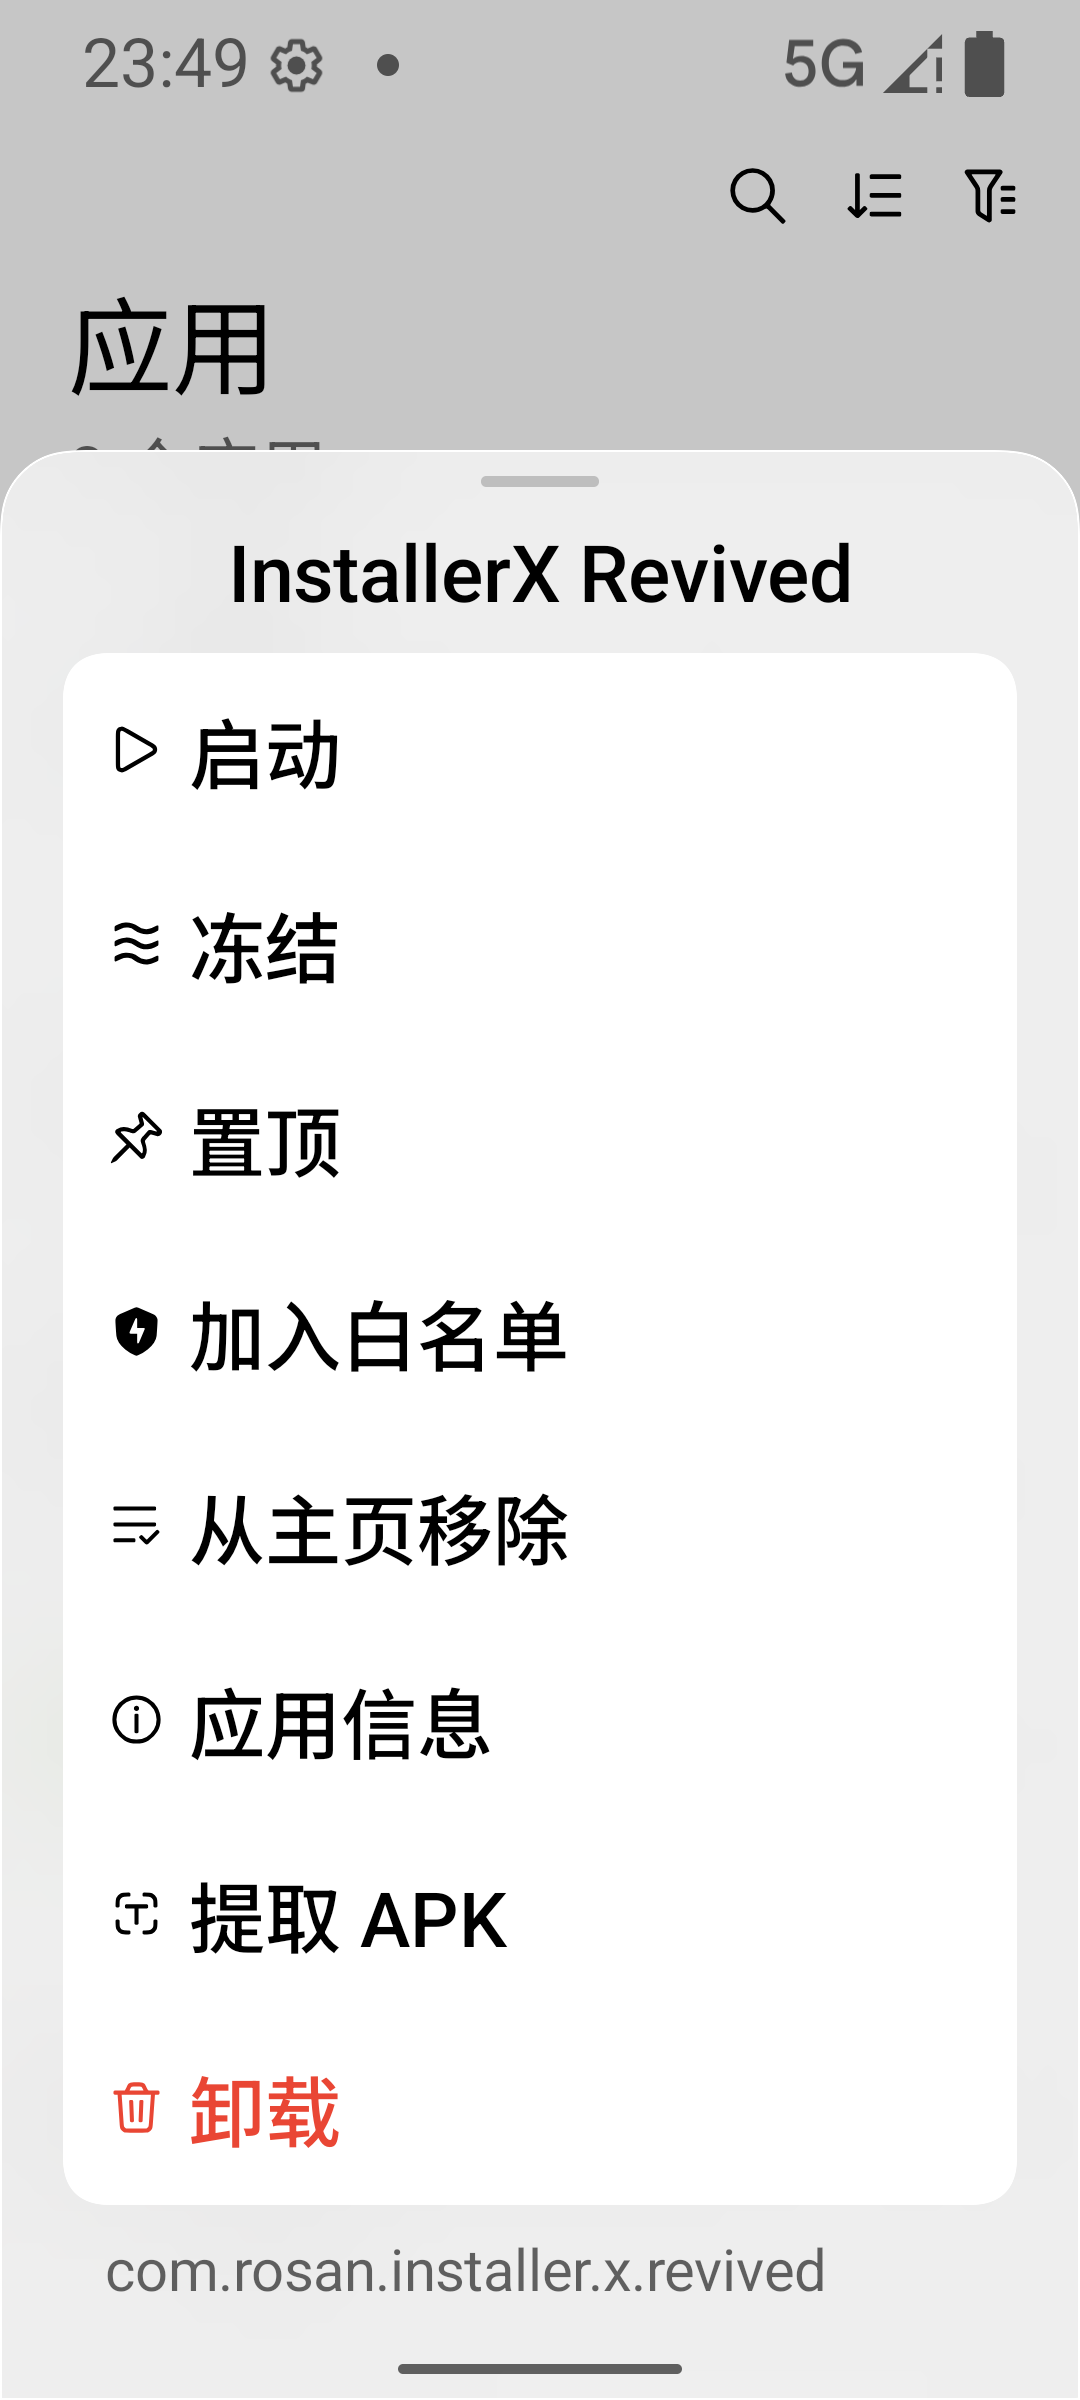 23:49
5G
应用
InstallerX Revived
启动
冻结
置顶
加入白名单
从主页移除
应用信息
提取 APK
卸载
com.rosan.installer.x.revived